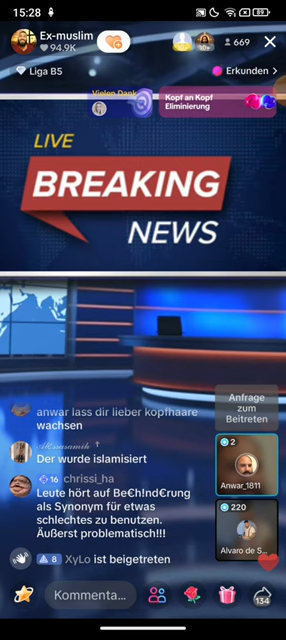 15:28
89
Ex-muslim
94.9K
10+
669
Liga B5
Erkunden >
Vielen Dank
Kopf an Kopf
Eliminierung
LIVE
BREAKING
NEWS
anwar lass dir lieber kopfhaare
wachsen
Der wurde islamisiert
16 chrissi_ha
Leute hört auf Be€h!nd€rung
als Synonym für etwas
schlechtes zu benutzen.
Äußerst problematisch!!!
8 XyLo ist beigetreten
Anfrage
zum
Beitreten
2
Anwar_1811
220
Alvaro de S...
Kommenta...
134